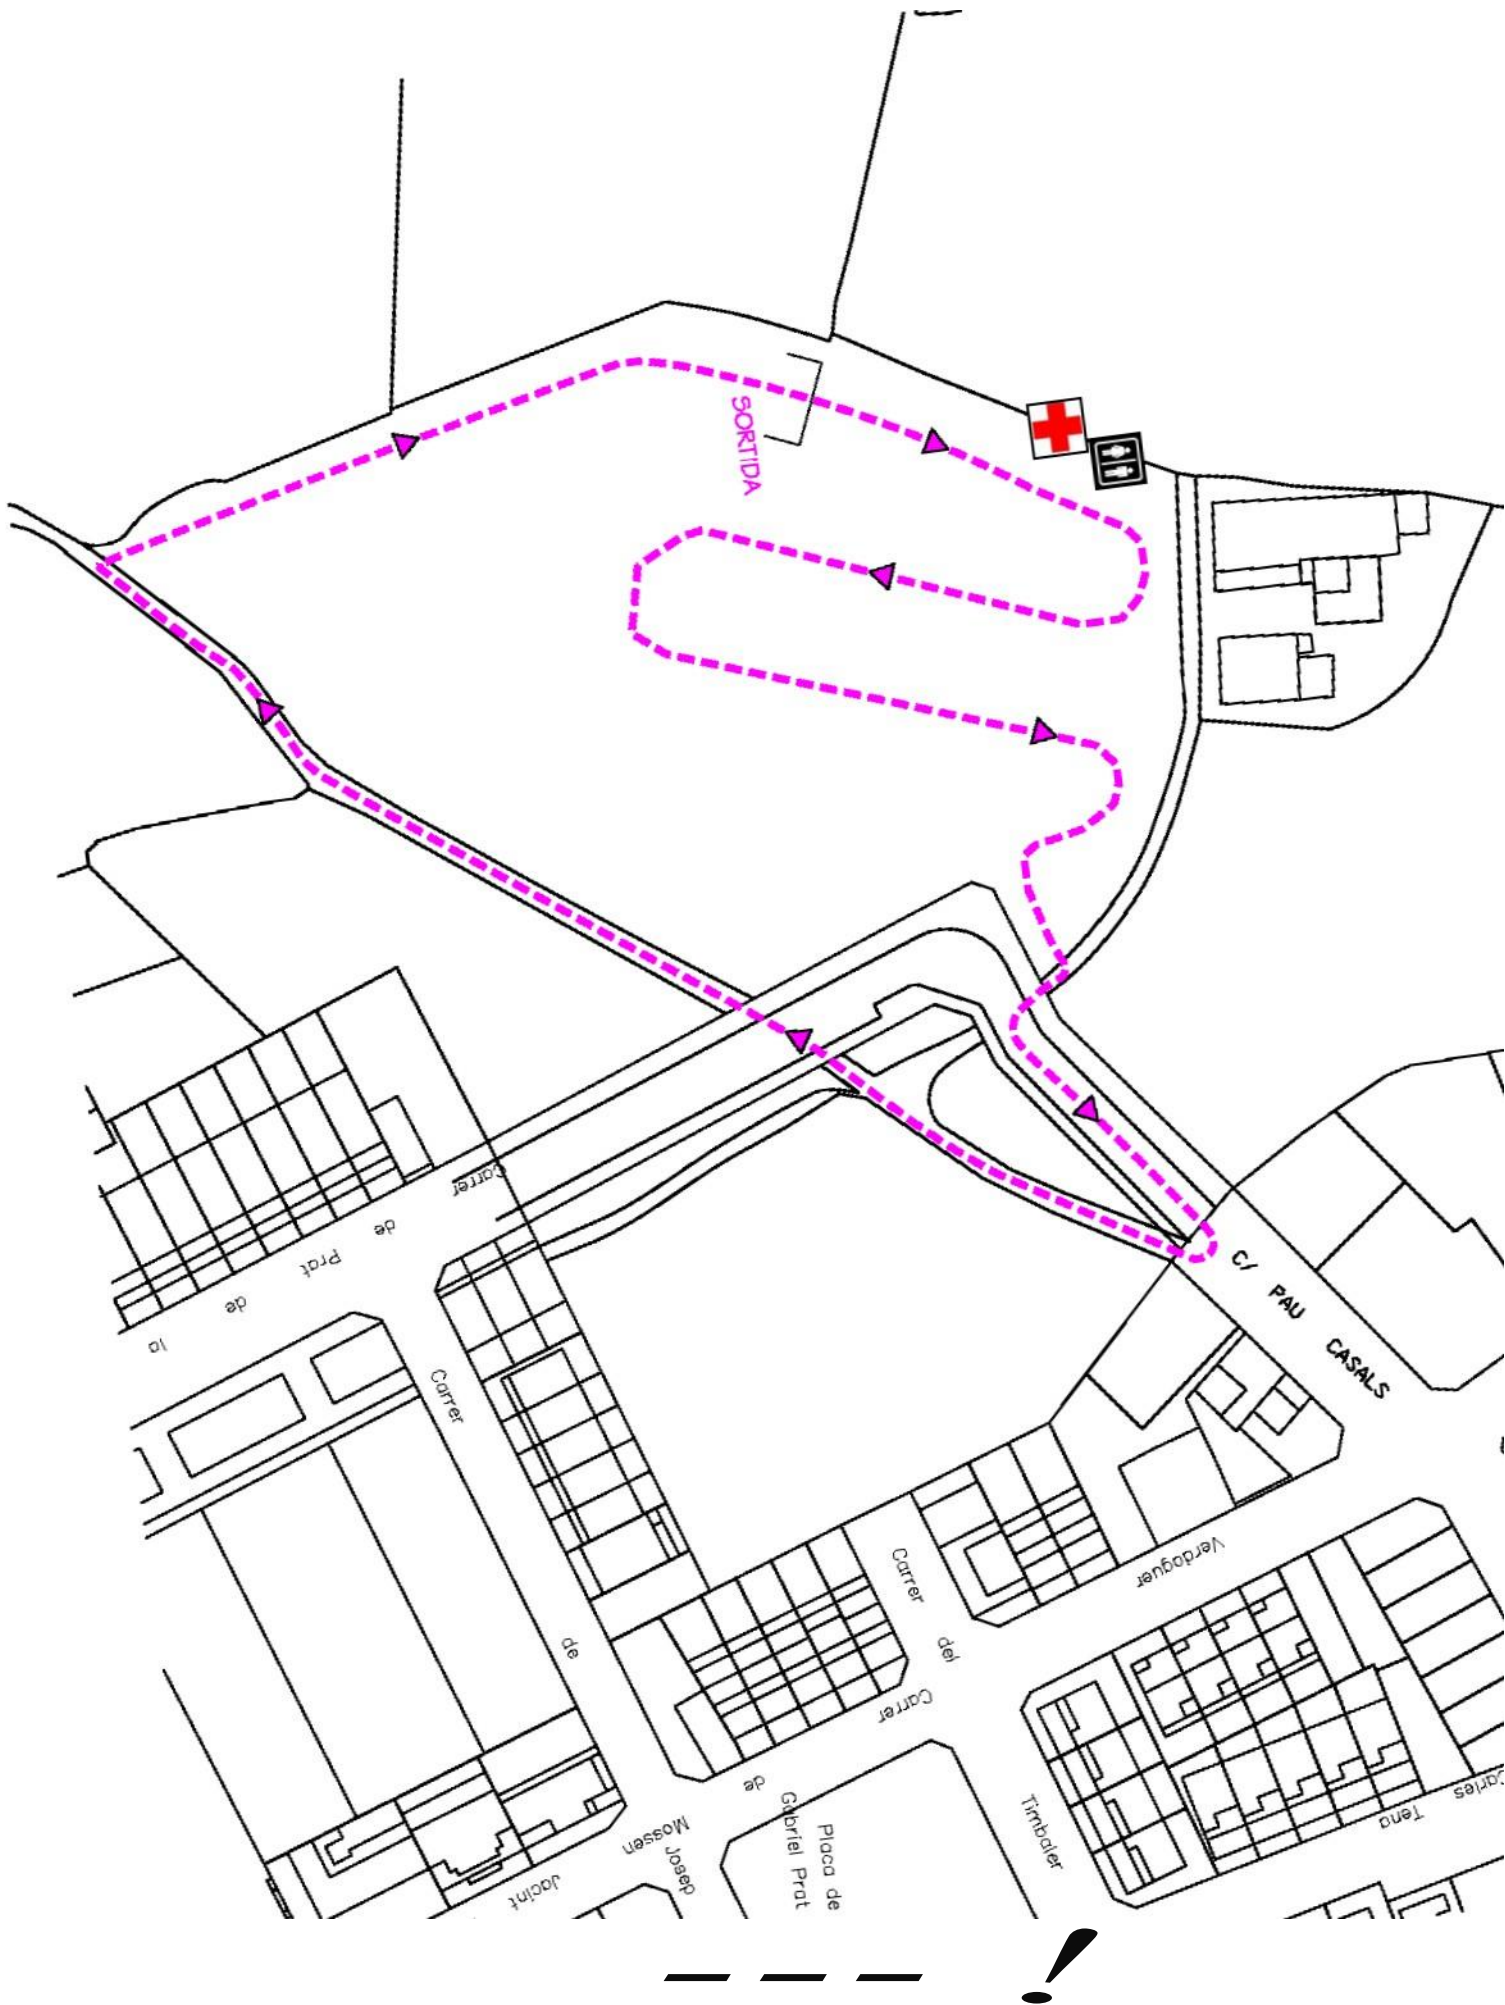 SORTIDA
Carrer
de
Prat
de
la
C/ PAU CASALS
Carrer
de
Mossen
Josep
Carrer
del
Timbaler
Carrer
de
Jacint
Verdaguer
Placa de
Gabriel Prat
Carles
Tena